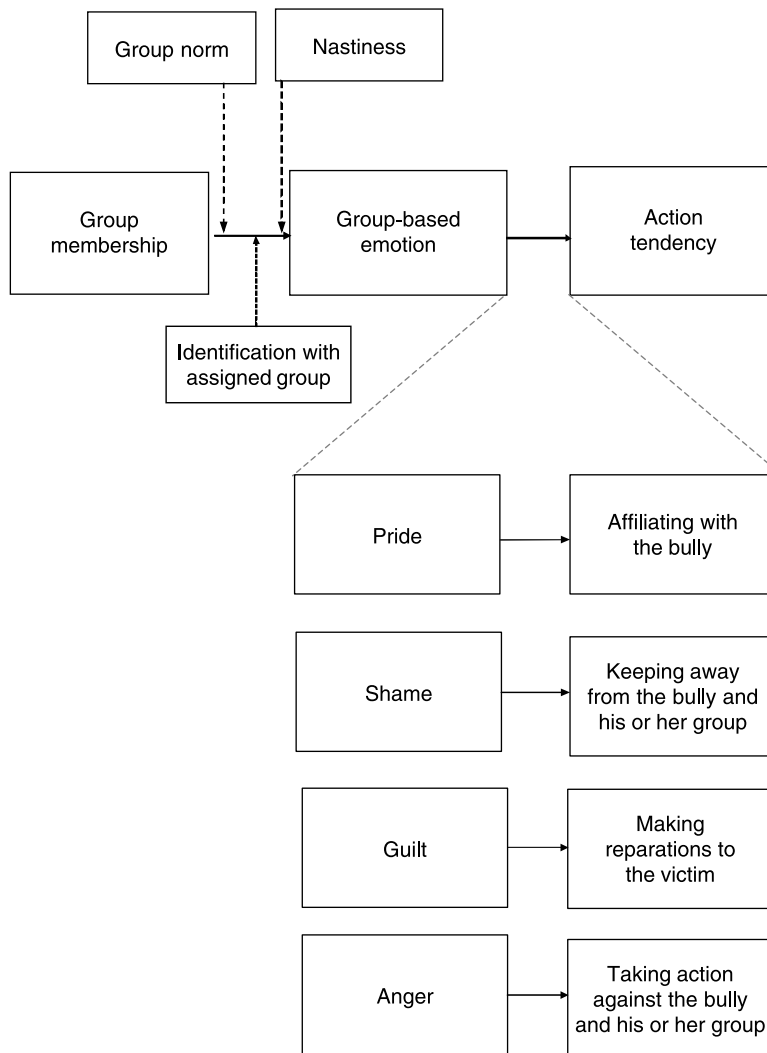 Group norm
Nastiness
Group
membership
Group-based
emotion
Action
tendency
Identification with
assigned group
Pride
Affiliating with
the bully
Shame
Keeping away
from the bully and
his or her group
Guilt
Making
reparations to
the victim
Anger
Taking action
against the bully
and his or her group